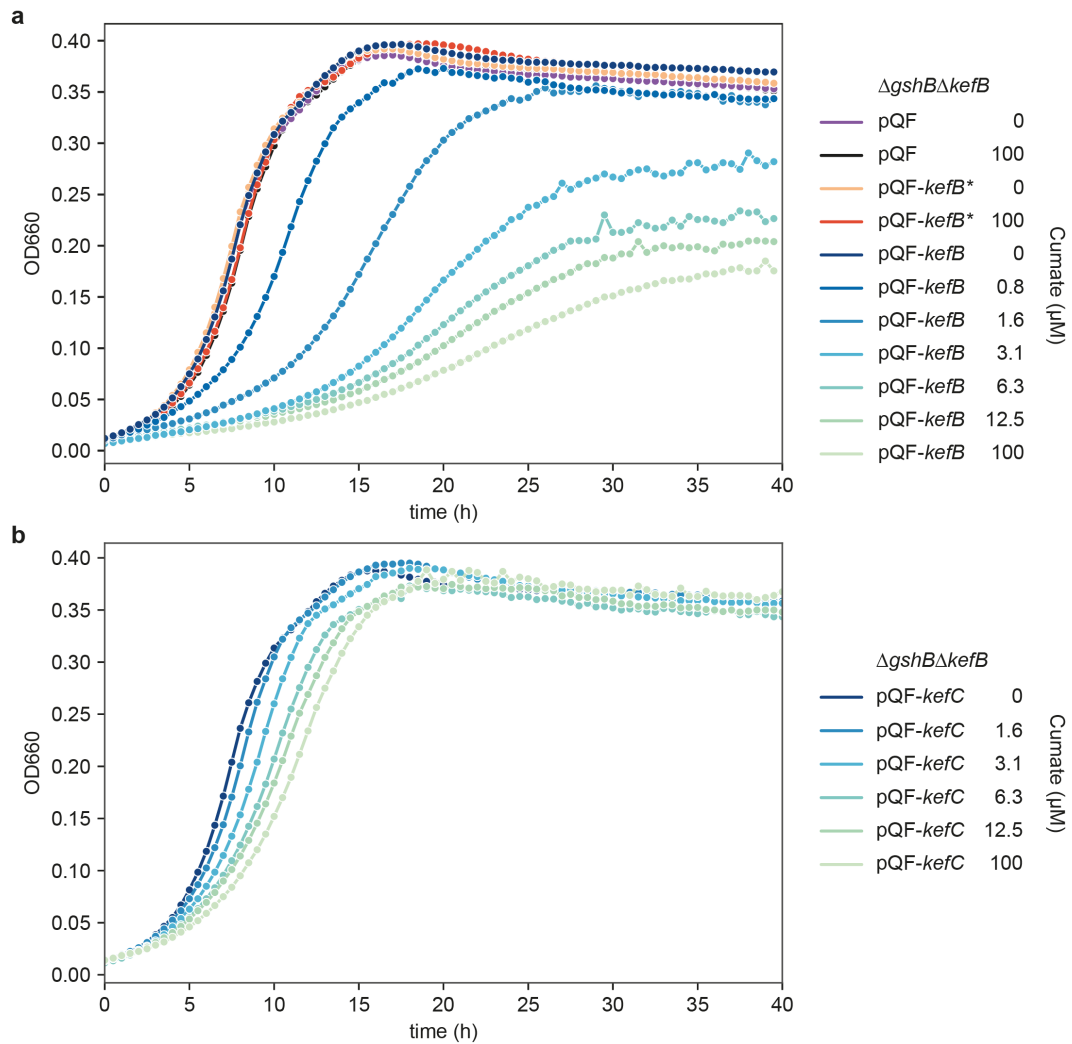 a
0.40
0.35
0.30
0.25
0.20
0.15
0.10
0.05
0.00
OD660
0 5 10 15 20 25 30 35 40
time (h)
ΔgshBΔkefB
pQF 0
pQF 100
pQF-kefB* 0
pQF-kefB* 100
pQF-kefB 0
pQF-kefB 0.8
pQF-kefB 1.6
pQF-kefB 3.1
pQF-kefB 6.3
pQF-kefB 12.5
pQF-kefB 100
Cumate (µM)
b
0.40
0.35
0.30
0.25
0.20
0.15
0.10
0.05
0.00
OD660
0 5 10 15 20 25 30 35 40
time (h)
ΔgshBΔkefB
pQF-kefC 0
pQF-kefC 1.6
pQF-kefC 3.1
pQF-kefC 6.3
pQF-kefC 12.5
pQF-kefC 100
Cumate (µM)